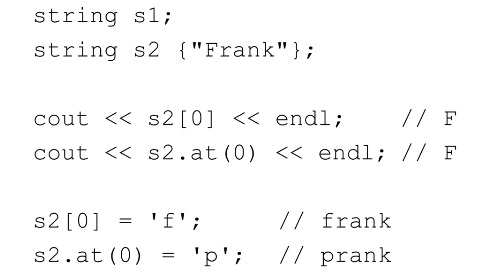 string s1;
string s2 {"Frank"};
cout << s2[0] << endl;    // F
cout << s2.at(0) << endl; // F
s2[0] = 'f';     // frank
s2.at(0) = 'p';  // prank